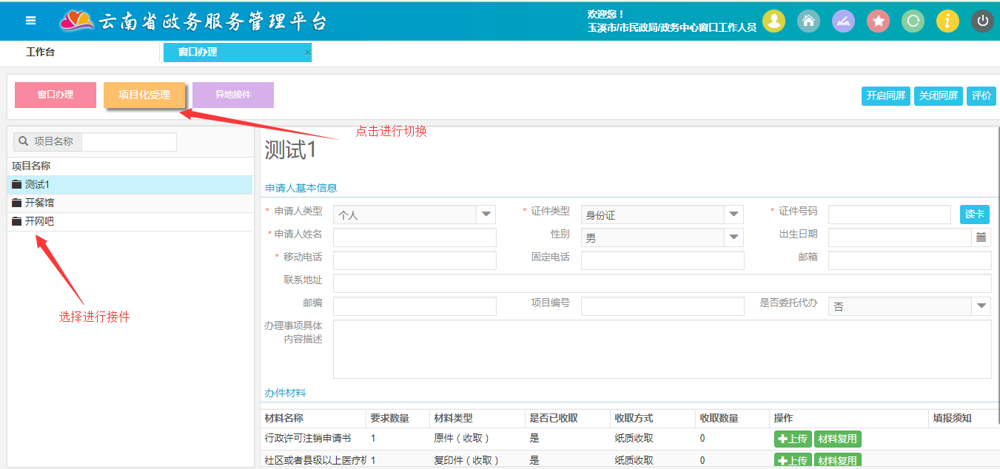 云南省政务服务管理平台
欢迎您！
玉溪市/市民政局/政务中心窗口工作人员
工作台
窗口办理
×
窗口办理
项目化受理
异地接件
开启同屏
关闭同屏
评价
点击进行切换
项目名称
项目名称
测试1
开餐馆
开网吧
选择进行接件
测试1
申请人基本信息
* 申请人类型 个人 * 证件类型 身份证 * 证件号码 读卡
* 申请人姓名 性别 男 出生日期
* 移动电话 固定电话 邮箱
联系地址
邮编 项目编号 是否委托代办 否
办理事项具体
内容描述
办件材料
材料名称 要求数量 材料类型 是否已收取 收取方式 收取数量 操作 填报须知
行政许可注销申请书 1 原件（收取） 是 纸质收取 0 上传 材料复用
社区或者县级以上医疗机 1 复印件（收取） 是 纸质收取 0 上传 材料复用